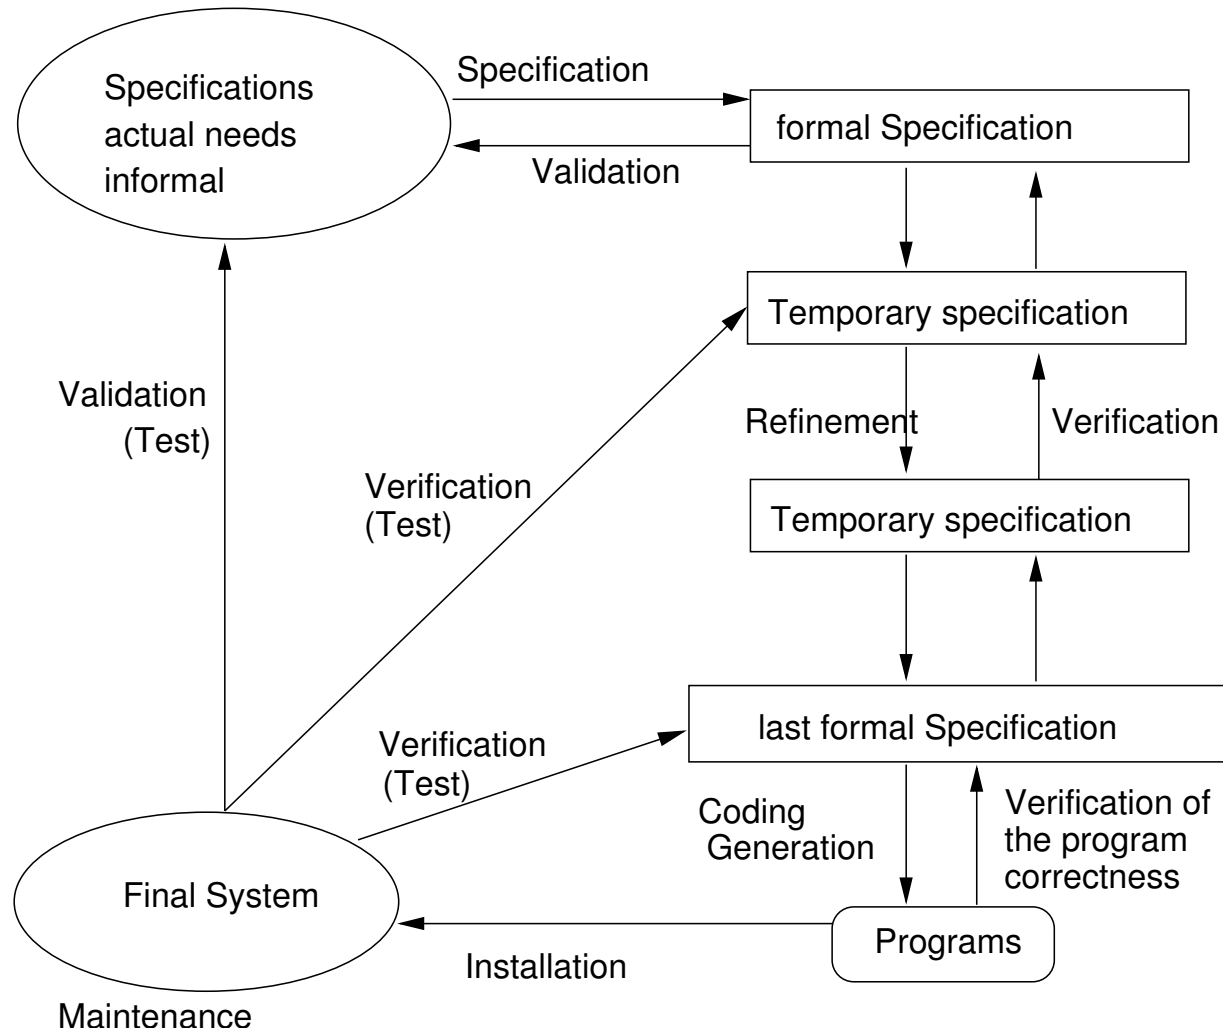 Specification
Specifications
actual needs
informal
formal Specification
Validation
Temporary specification
Validation
(Test)
Refinement
Verification
Verification
(Test)
Temporary specification
last formal Specification
Verification
(Test)
Coding
Generation
Verification of
the program
correctness
Final System
Programs
Installation
Maintenance